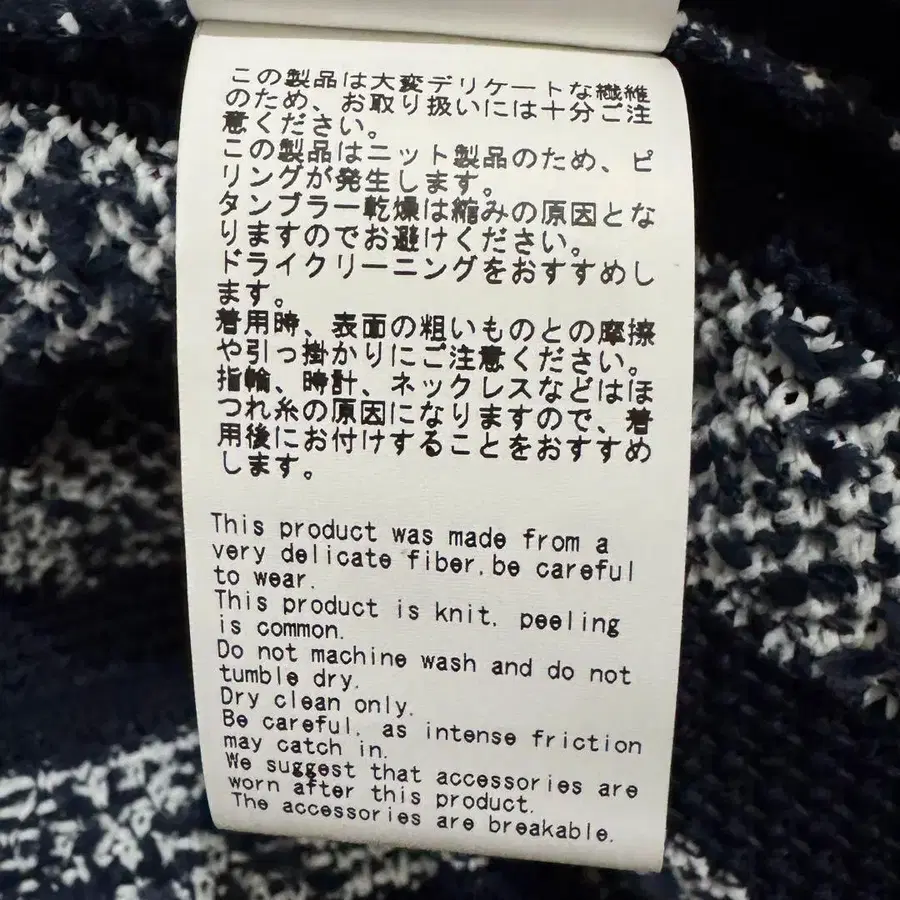 この製品は大変デリケートな繊維
のため、お取り扱いには十分ご注
意ください。
この製品はニット製品のため、ピ
リングが発生します。
タンブラー乾燥は縮みの原因とな
りますのでお避けください。
ドライクリーニングをおすすめし
ます。
着用時、表面の粗いものとの摩擦
や引っ掛かりにご注意ください。
指輪、時計、ネックレスなどはほ
つれ糸の原因になりますので、着
用後にお付けすることをおすすめ
します。
This product was made from a
very delicate fiber.be careful
to wear.
This product is knit. peeling
is common.
Do not machine wash and do not
tumble dry.
Dry clean only.
Be careful. as intense friction
may catch in.
We suggest that accessories are
worn after this product.
The accessories are breakable.